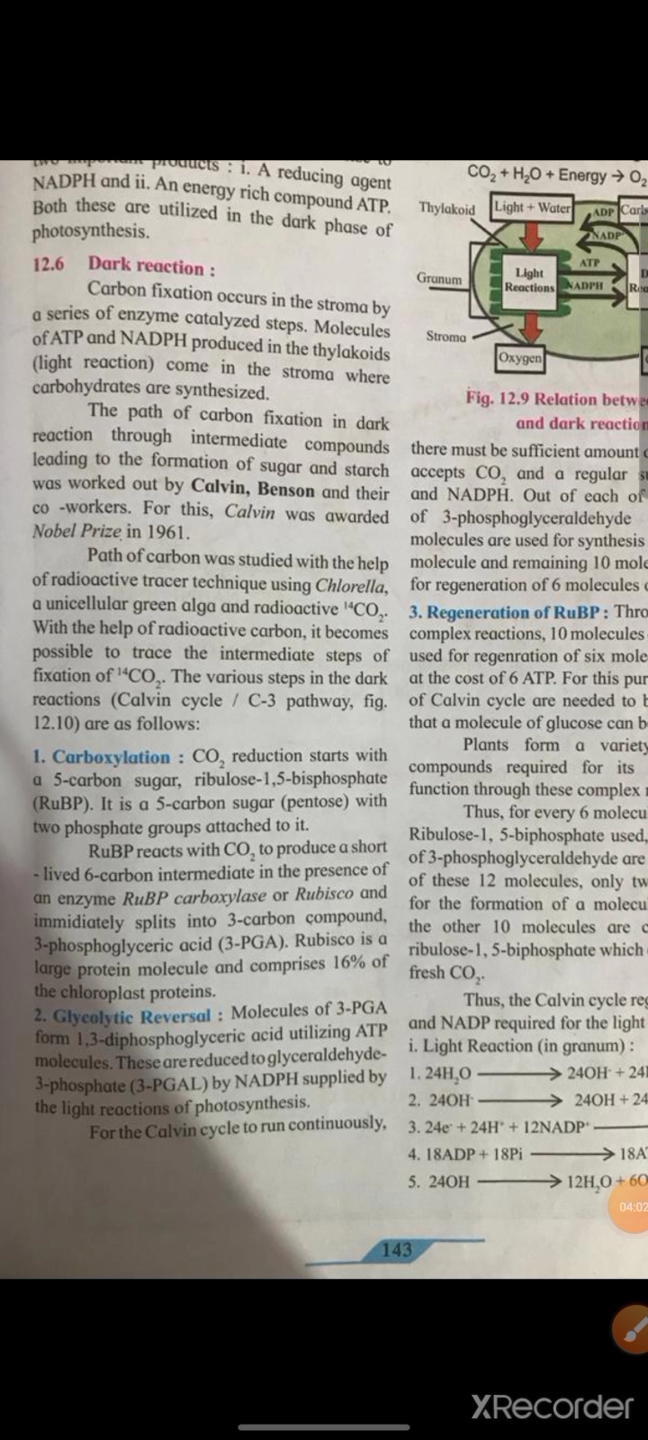 NADPH and ii. An energy rich compound ATP.
Both these are utilized in the dark phase of
photosynthesis.
12.6 Dark reaction :
Carbon fixation occurs in the stroma by
a series of enzyme catalyzed steps. Molecules
of ATP and NADPH produced in the thylakoids
(light reaction) come in the stroma where
carbohydrates are synthesized.
The path of carbon fixation in dark
reaction through intermediate compounds
leading to the formation of sugar and starch
was worked out by Calvin, Benson and their
co -workers. For this, Calvin was awarded
Nobel Prize in 1961.
Path of carbon was studied with the help
of radioactive tracer technique using Chlorella,
a unicellular green alga and radioactive ¹⁴CO₂.
With the help of radioactive carbon, it becomes
possible to trace the intermediate steps of
fixation of ¹⁴CO₂. The various steps in the dark
reactions (Calvin cycle / C-3 pathway, fig.
12.10) are as follows:
1. Carboxylation : CO₂ reduction starts with
a 5-carbon sugar, ribulose-1,5-bisphosphate
(RuBP). It is a 5-carbon sugar (pentose) with
two phosphate groups attached to it.
RuBP reacts with CO₂ to produce a short
- lived 6-carbon intermediate in the presence of
an enzyme RuBP carboxylase or Rubisco and
immidiately splits into 3-carbon compound,
3-phosphoglyceric acid (3-PGA). Rubisco is a
large protein molecule and comprises 16% of
the chloroplast proteins.
2. Glycolytic Reversal : Molecules of 3-PGA
form 1,3-diphosphoglyceric acid utilizing ATP
molecules. These are reduced to glyceraldehyde-
3-phosphate (3-PGAL) by NADPH supplied by
the light reactions of photosynthesis.
For the Calvin cycle to run continuously,
CO₂ + H₂O + Energy → O₂
Thylakoid
Light + Water
ADP
NADP⁺
Granum
Light
Reactions
ATP
NADPH
Stroma
Oxygen
Fig. 12.9 Relation
and dark reaction
there must be sufficient amount
accepts CO₂ and a regular
and NADPH. Out of each of
of 3-phosphoglyceraldehyde
molecules are used for synthesis
molecule and remaining 10
for regeneration of 6 molecules
3. Regeneration of RuBP :
complex reactions, 10 molecules
used for regenration of six
at the cost of 6 ATP. For this
of Calvin cycle are needed to
that a molecule of glucose can
Plants form a variety
compounds required for its
function through these complex
Thus, for every 6
Ribulose-1, 5-biphosphate used,
of 3-phosphoglyceraldehyde are
of these 12 molecules, only
for the formation of a
the other 10 molecules are
ribulose-1, 5-biphosphate which
fresh CO₂.
Thus, the Calvin cycle
and NADP required for the light
i. Light Reaction (in granum) :
1. 24H₂O → 24OH⁻ +
2. 24OH⁻ → 24OH + 24
3. 24e⁻ + 24H⁺ + 12NADP⁺
4. 18ADP + 18Pi →
5. 24OH → 12H₂O +
04:02
143
XRecorder